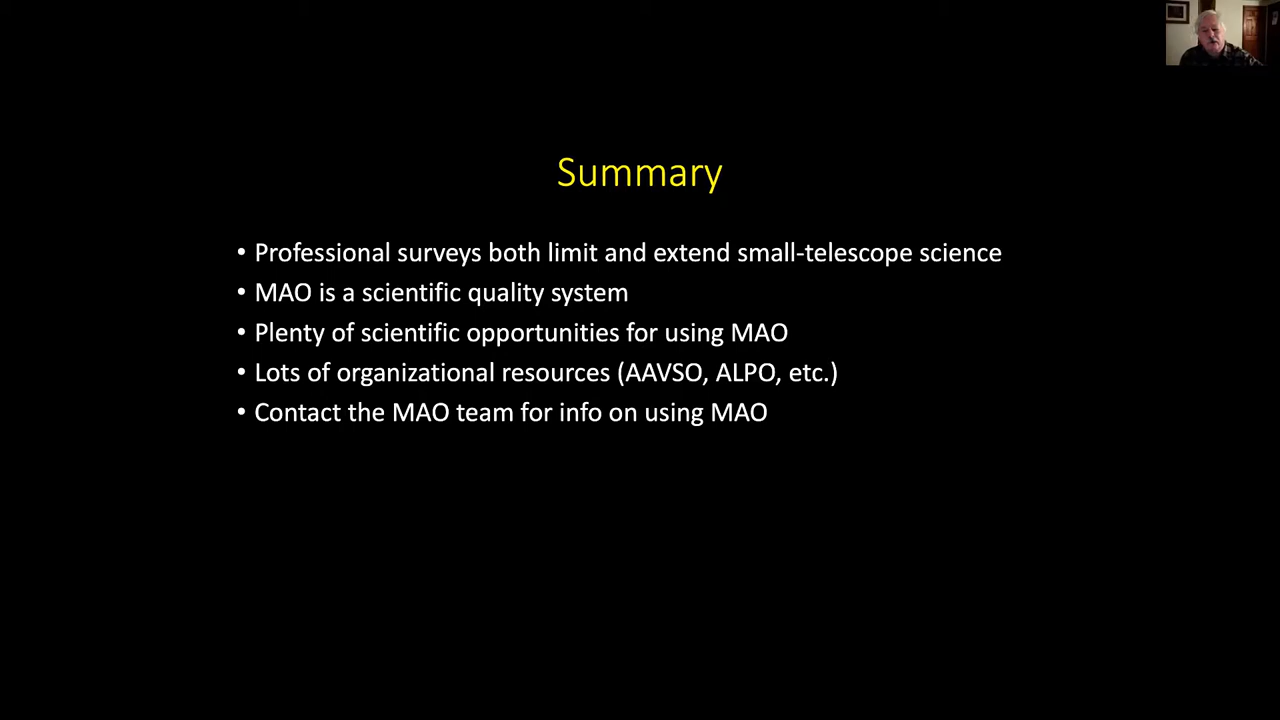 Summary
• Professional surveys both limit and extend small-telescope science
• MAO is a scientific quality system
• Plenty of scientific opportunities for using MAO
• Lots of organizational resources (AAVSO, ALPO, etc.)
• Contact the MAO team for info on using MAO